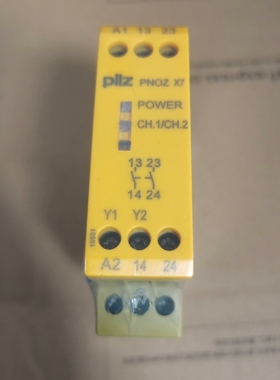 A1 13 23
pilz
PNOZ X7
POWER
CH.1/CH.2
13 23
14 24
Y1 Y2
A2 14 24